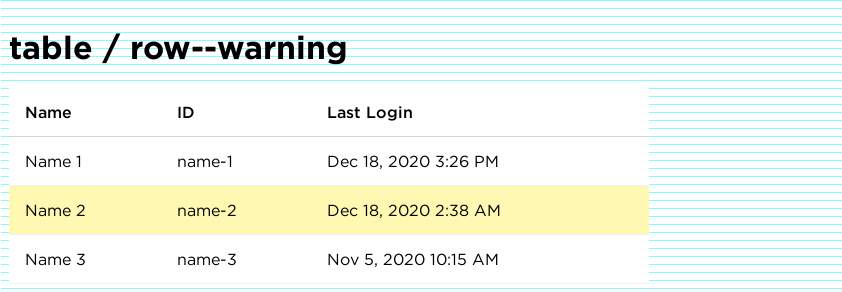 table / row--warning
Name ID Last Login
Name 1 name-1 Dec 18, 2020 3:26 PM
Name 2 name-2 Dec 18, 2020 2:38 AM
Name 3 name-3 Nov 5, 2020 10:15 AM